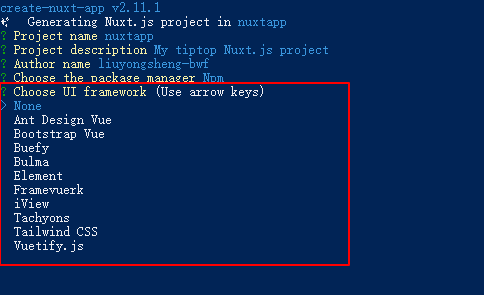 create-nuxt-app v2.11.1
Generating Nuxt.js project in nuxtapp
? Project name nuxtapp
? Project description My tiptop Nuxt.js project
? Author name liuyongsheng-bwf
? Choose the package manager Npm
? Choose UI framework (Use arrow keys)
> None
Ant Design Vue
Bootstrap Vue
Buefy
Bulma
Element
Framevuerk
iView
Tachyons
Tailwind CSS
Vuetify.js